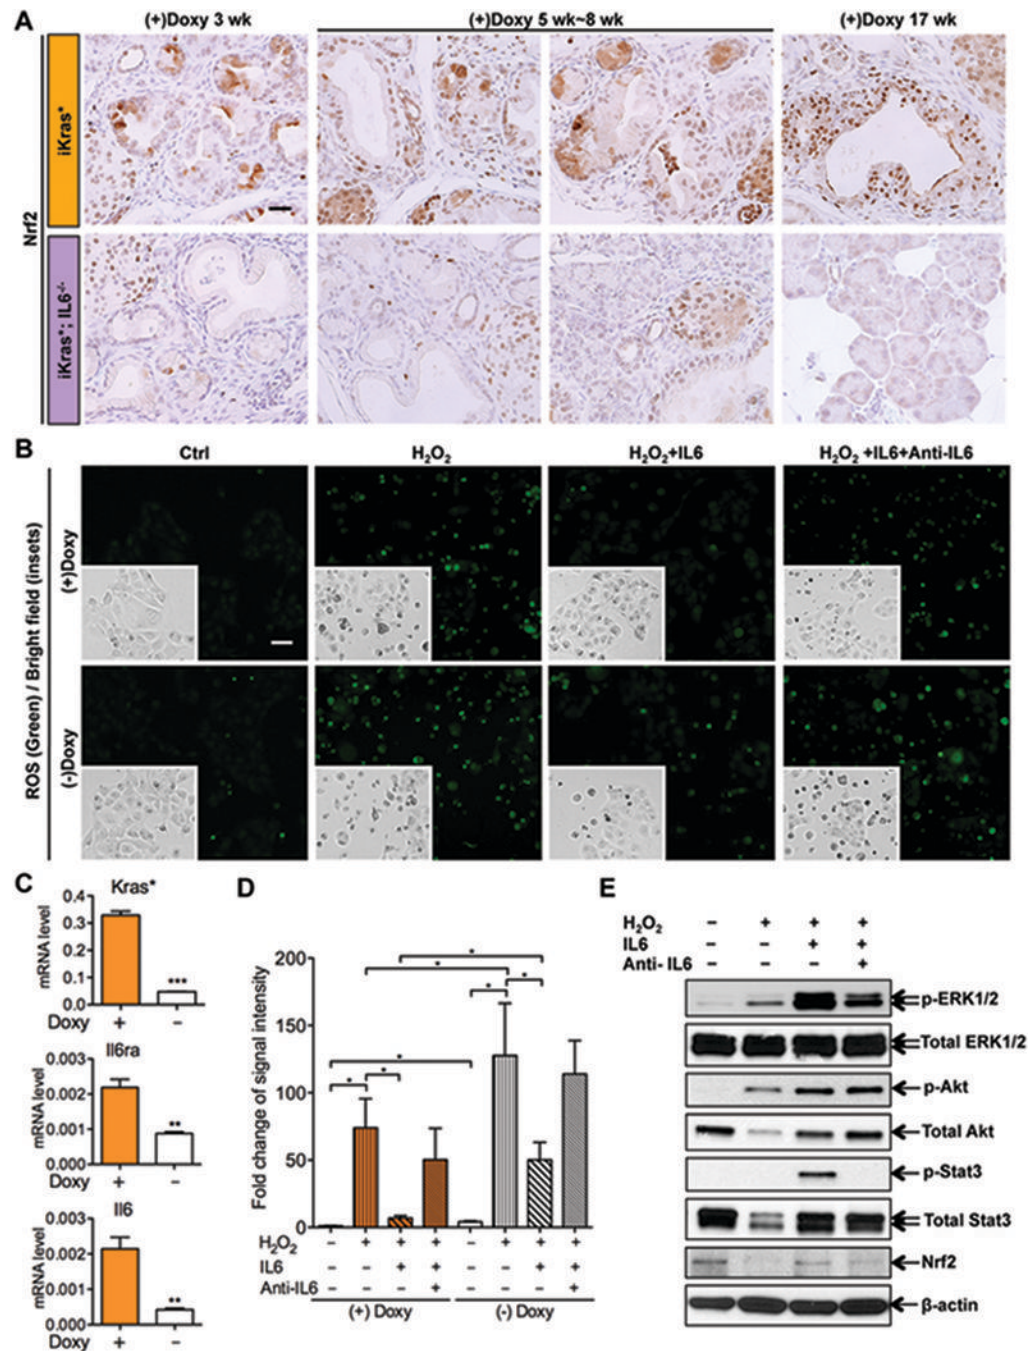 A
(+)Doxy 3 wk
(+)Doxy 5 wk~8 wk
(+)Doxy 17 wk
Nrf2
iKras*
iKras*; IL6-/-
B
Ctrl
H2O2
H2O2+IL6
H2O2 +IL6+Anti-IL6
ROS (Green) / Bright field (insets)
(+)Doxy
(-)Doxy
C
Kras*
mRNA level
0.4
0.3
0.2
0.1
0.0
***
Doxy + -
Il6ra
mRNA level
0.003
0.002
0.001
0.000
**
Doxy + -
Il6
mRNA level
0.003
0.002
0.001
0.000
**
Doxy + -
D
Fold change of signal intensity
200
150
100
50
0
* * * * * * *
H2O2 - + + + - + + +
IL6 - - + + - - + +
Anti-IL6 - - - + - - - +
(+) Doxy
(-) Doxy
E
H2O2 - + + +
IL6 - - + +
Anti- IL6 - - - +
p-ERK1/2
Total ERK1/2
p-Akt
Total Akt
p-Stat3
Total Stat3
Nrf2
β-actin